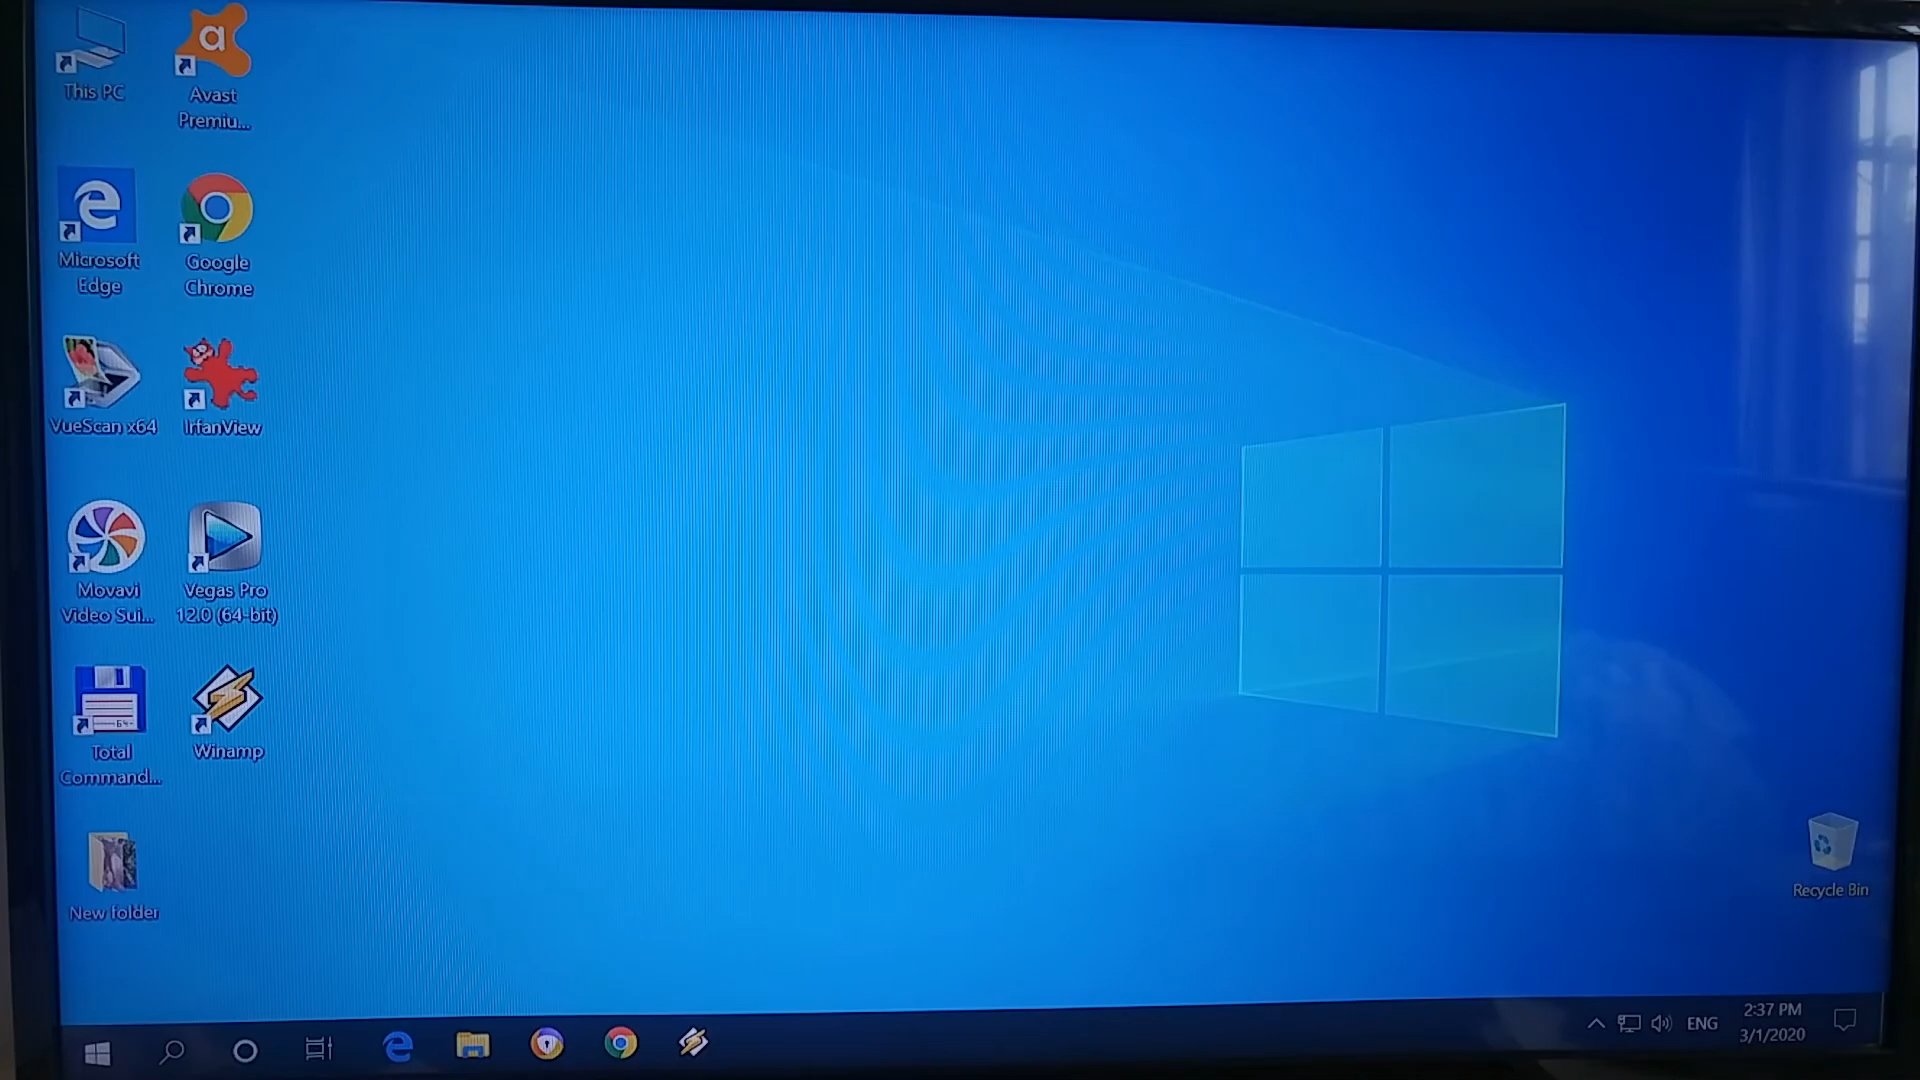 This PC
Avast
Premiu...
Microsoft
Edge
Google
Chrome
VueScan x64
IrfanView
Movavi
Video Sui...
Vegas Pro
12.0 (64-bit)
64
Total
Command...
Winamp
New folder
Recycle Bin
ENG
2:37 PM
3/1/2020